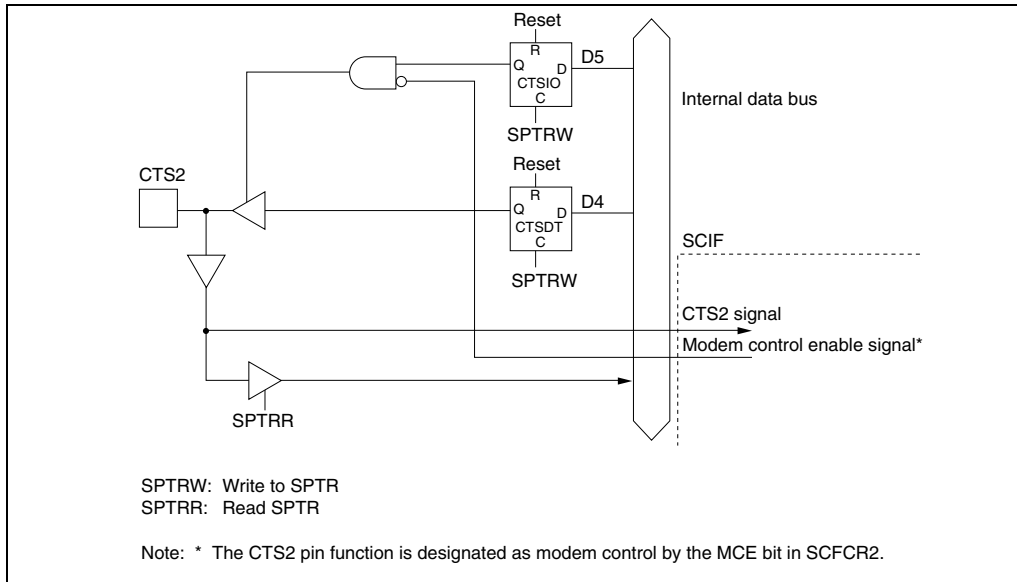 Reset
R
Q
D
D5
CTSIO
C
Internal data bus
SPTRW
Reset
CTS2
R
Q
D
D4
CTSDT
C
SCIF
SPTRW
CTS2 signal
Modem control enable signal*
SPTRR
SPTRW: Write to SPTR
SPTRR: Read SPTR
Note: * The CTS2 pin function is designated as modem control by the MCE bit in SCFCR2.